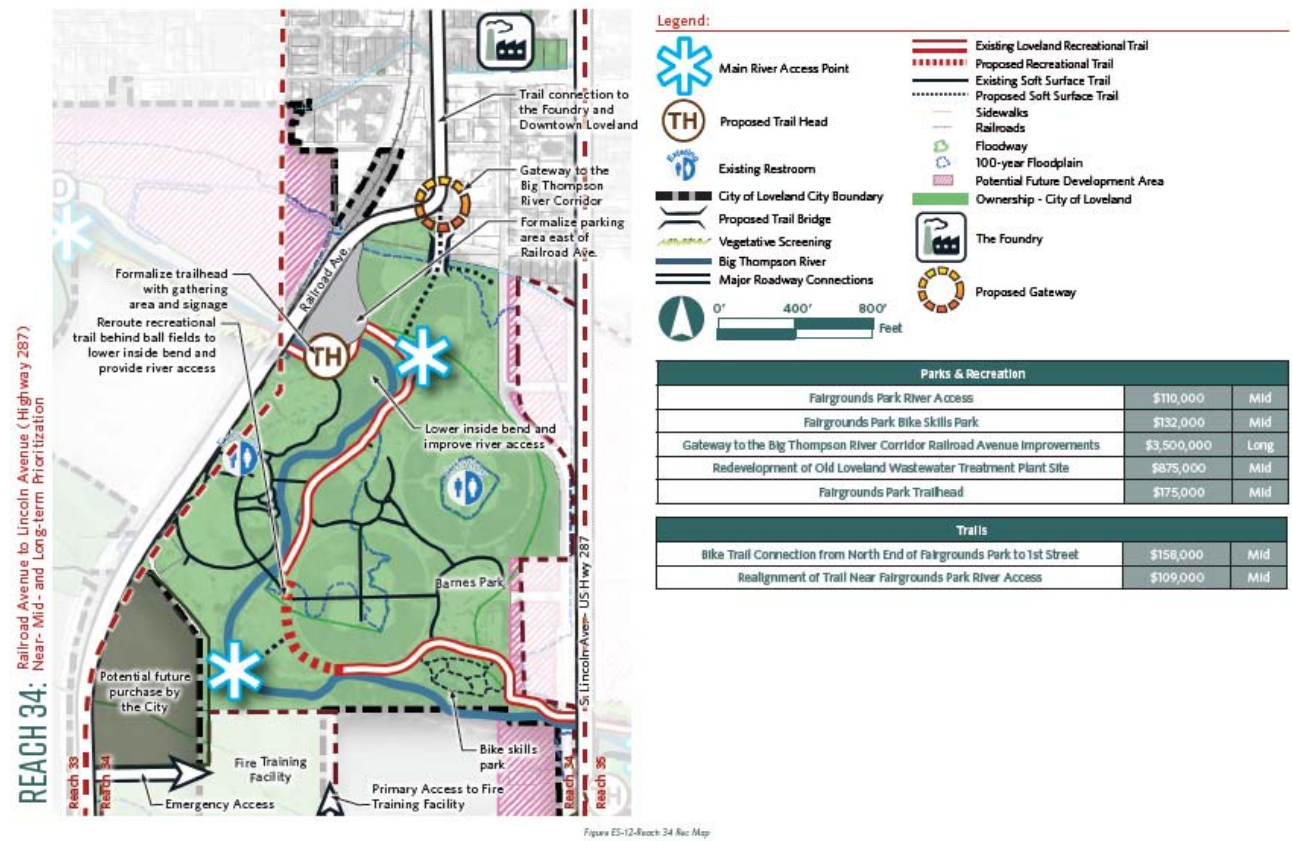 REACH 34:
Railroad Avenue to Lincoln Avenue (Highway 287)
Near- Mid- and Long-term Prioritization
Trail connection to
the Foundry and
Downtown Loveland
Gateway to the
Big Thompson
River Corridor
Formalize parking
area east of
Railroad Ave.
Railroad Ave.
Formalize trailhead
with gathering
area and signage
Reroute recreational
trail behind ball fields to
lower inside bend and
provide river access
TH
Lower inside bend and
improve river access
Barnes Park
S. Lincoln Ave.- US Hwy 287
Potential future
purchase by
the City
Fire Training
Facility
Bike skills
park
Emergency Access
Primary Access to Fire
Training Facility
Reach 33
Reach 34
Reach 34
Reach 35
Legend:
Main River Access Point
TH
Proposed Trail Head
Existing
Existing Restroom
City of Loveland City Boundary
Proposed Trail Bridge
Vegetative Screening
Big Thompson River
Major Roadway Connections
0' 400' 800'
Feet
Existing Loveland Recreational Trail
Proposed Recreational Trail
Existing Soft Surface Trail
Proposed Soft Surface Trail
Sidewalks
Railroads
Floodway
100-year Floodplain
Potential Future Development Area
Ownership - City of Loveland
The Foundry
Proposed Gateway
Parks & Recreation
Fairgrounds Park River Access $110,000 Mid
Fairgrounds Park Bike Skills Park $132,000 Mid
Gateway to the Big Thompson River Corridor Railroad Avenue Improvements $3,500,000 Long
Redevelopment of Old Loveland Wastewater Treatment Plant Site $875,000 Mid
Fairgrounds Park Trailhead $175,000 Mid
Trails
Bike Trail Connection from North End of Fairgrounds Park to 1st Street $158,000 Mid
Realignment of Trail Near Fairgrounds Park River Access $109,000 Mid
Figure ES-12-Reach 34 Rec Map